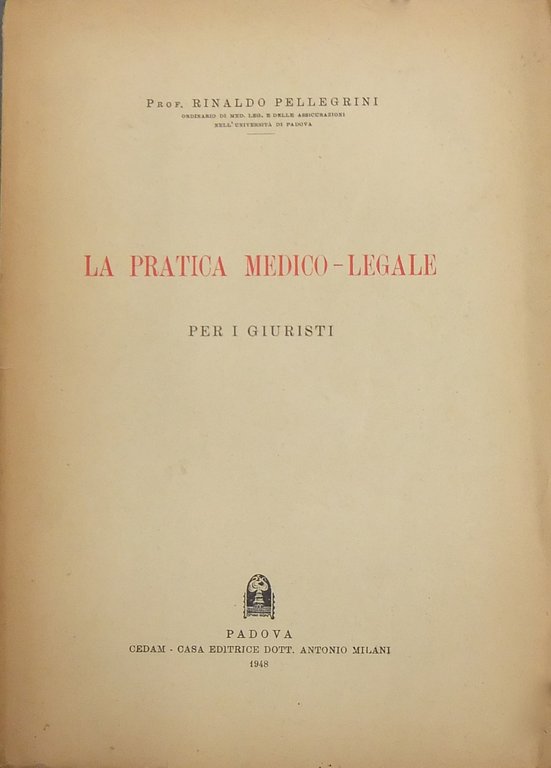 Prof. RINALDO PELLEGRINI
ORDINARIO DI MED. LEG. E DELLE ASSICURAZIONI
NELL'UNIVERSITÀ DI PADOVA
LA PRATICA MEDICO-LEGALE
PER I GIURISTI
PADOVA
CEDAM - CASA EDITRICE DOTT. ANTONIO MILANI
1948